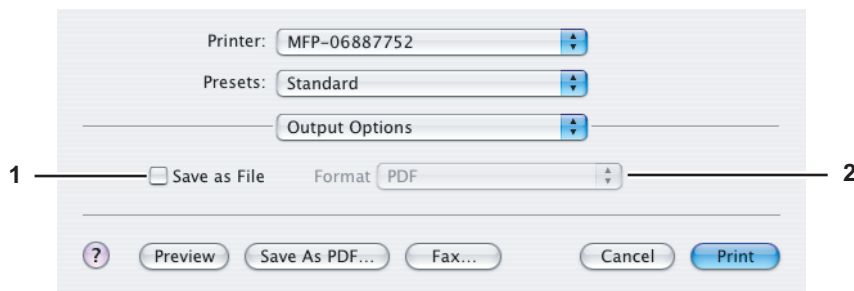 Printer: MFP-06887752
Presets: Standard
Output Options
1 Save as File Format PDF 2
? Preview Save As PDF... Fax... Cancel Print